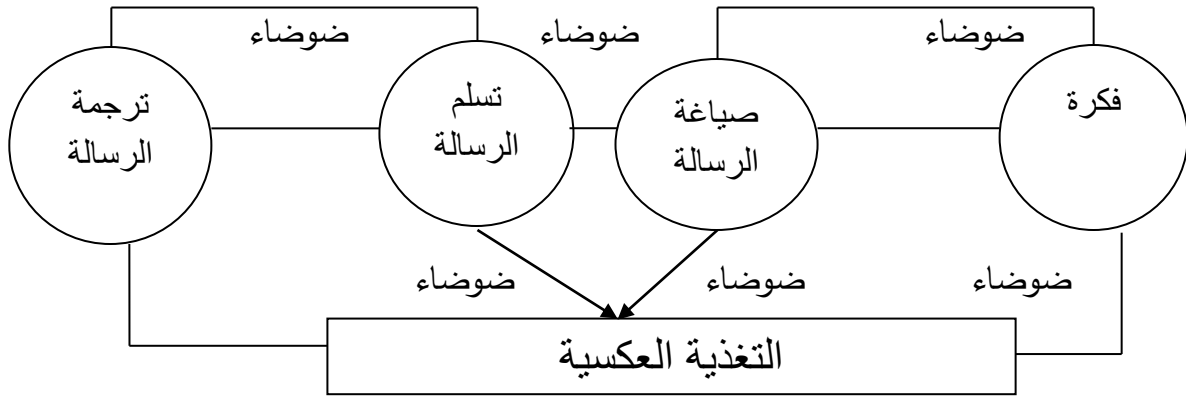 ضوضاء
ضوضاء
ضوضاء
فكرة
صياغة
الرسالة
تسلم
الرسالة
ترجمة
الرسالة
ضوضاء
ضوضاء
ضوضاء
التغذية العكسية